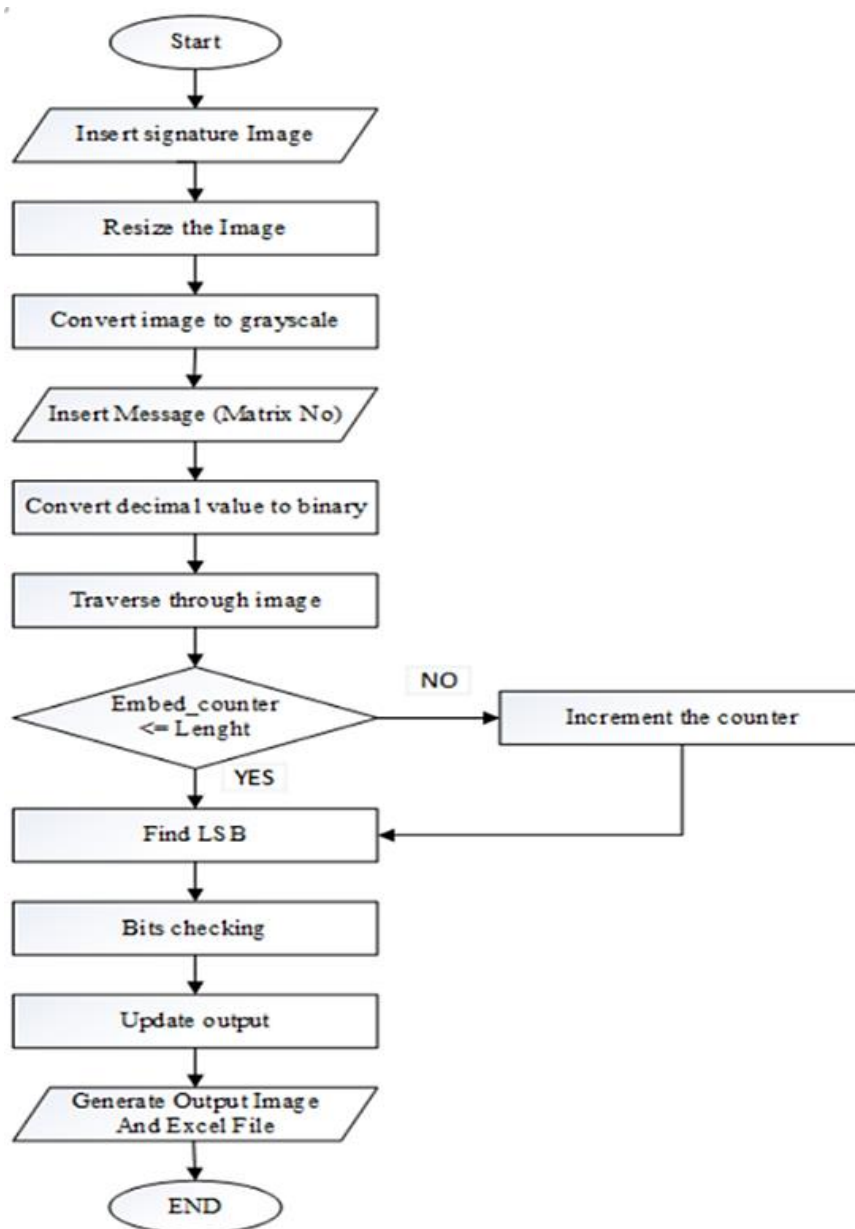 Start
Insert signature Image
Resize the Image
Convert image to grayscale
Insert Message (Matrix No)
Convert decimal value to binary
Traverse through image
Embed_counter
<= Lenght
NO
Increment the counter
YES
Find LSB
Bits checking
Update output
Generate Output Image
And Excel File
END